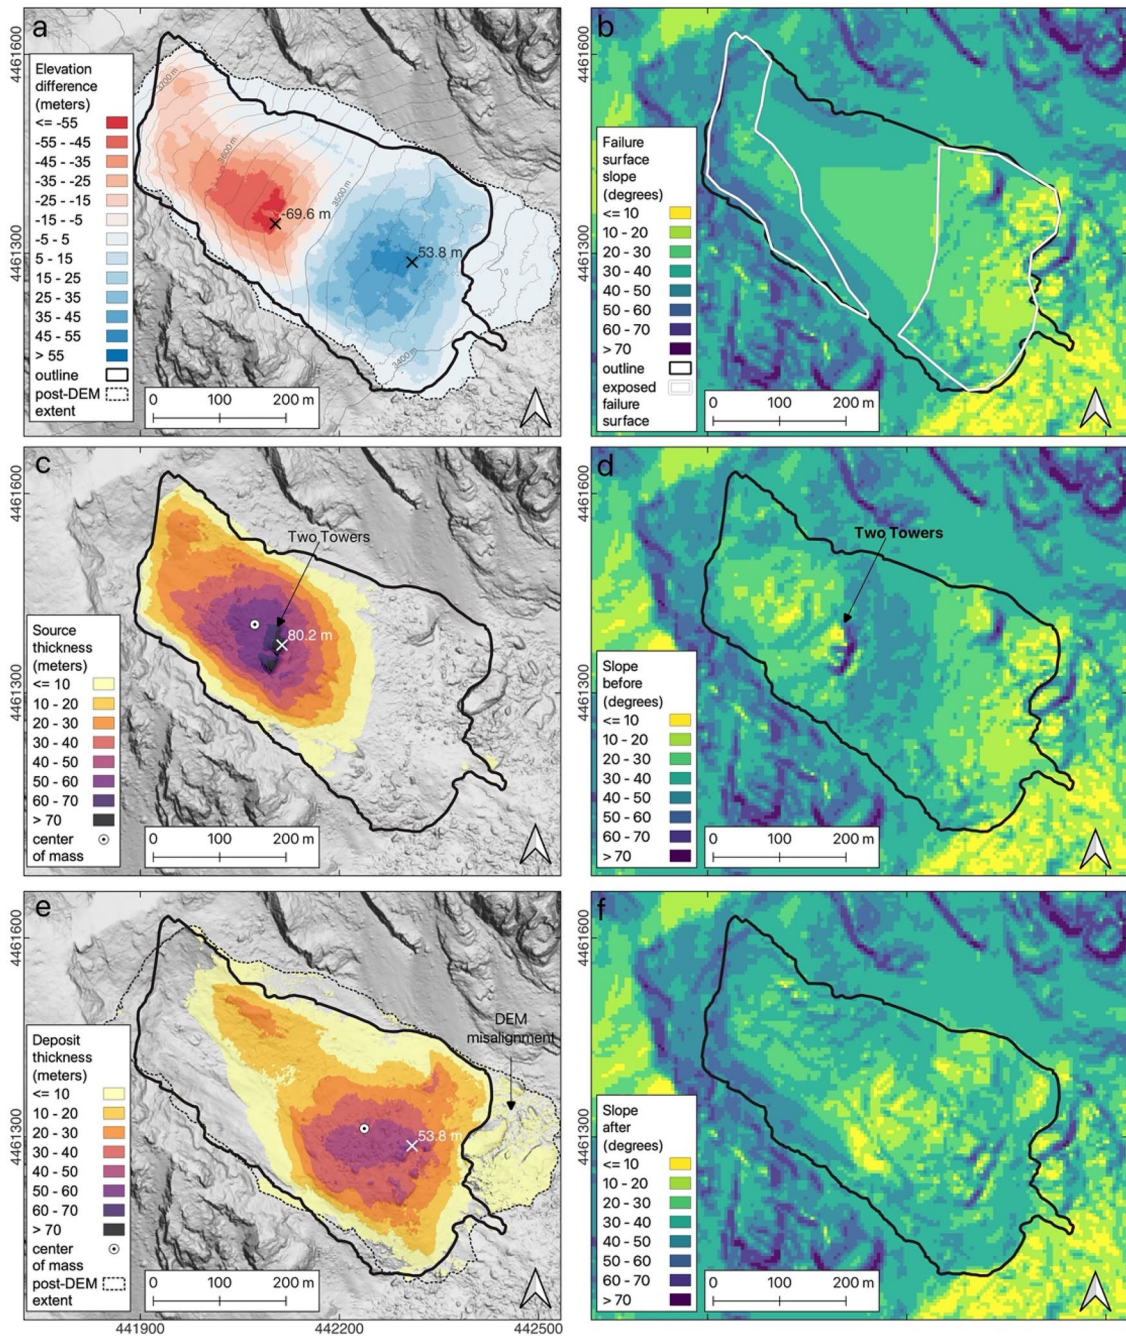 a
4461600
4461300
Elevation
difference
(meters)
<= -55
-55 - -45
-45 - -35
-35 - -25
-25 - -15
-15 - -5
-5 - 5
5 - 15
15 - 25
25 - 35
35 - 45
45 - 55
> 55
outline
post-DEM
extent
3700 m
3600 m
3500 m
3400 m
-69.6 m
53.8 m
0 100 200 m
b
4461600
4461300
Failure
surface
slope
(degrees)
<= 10
10 - 20
20 - 30
30 - 40
40 - 50
50 - 60
60 - 70
> 70
outline
exposed
failure
surface
0 100 200 m
c
4461600
4461300
Two Towers
80.2 m
Source
thickness
(meters)
<= 10
10 - 20
20 - 30
30 - 40
40 - 50
50 - 60
60 - 70
> 70
center
of mass
0 100 200 m
d
4461600
4461300
Two Towers
Slope
before
(degrees)
<= 10
10 - 20
20 - 30
30 - 40
40 - 50
50 - 60
60 - 70
> 70
0 100 200 m
e
4461600
4461300
DEM
misalignment
53.8 m
Deposit
thickness
(meters)
<= 10
10 - 20
20 - 30
30 - 40
40 - 50
50 - 60
60 - 70
> 70
center
of mass
post-DEM
extent
0 100 200 m
441900 442200 442500
f
4461600
4461300
Slope
after
(degrees)
<= 10
10 - 20
20 - 30
30 - 40
40 - 50
50 - 60
60 - 70
> 70
0 100 200 m